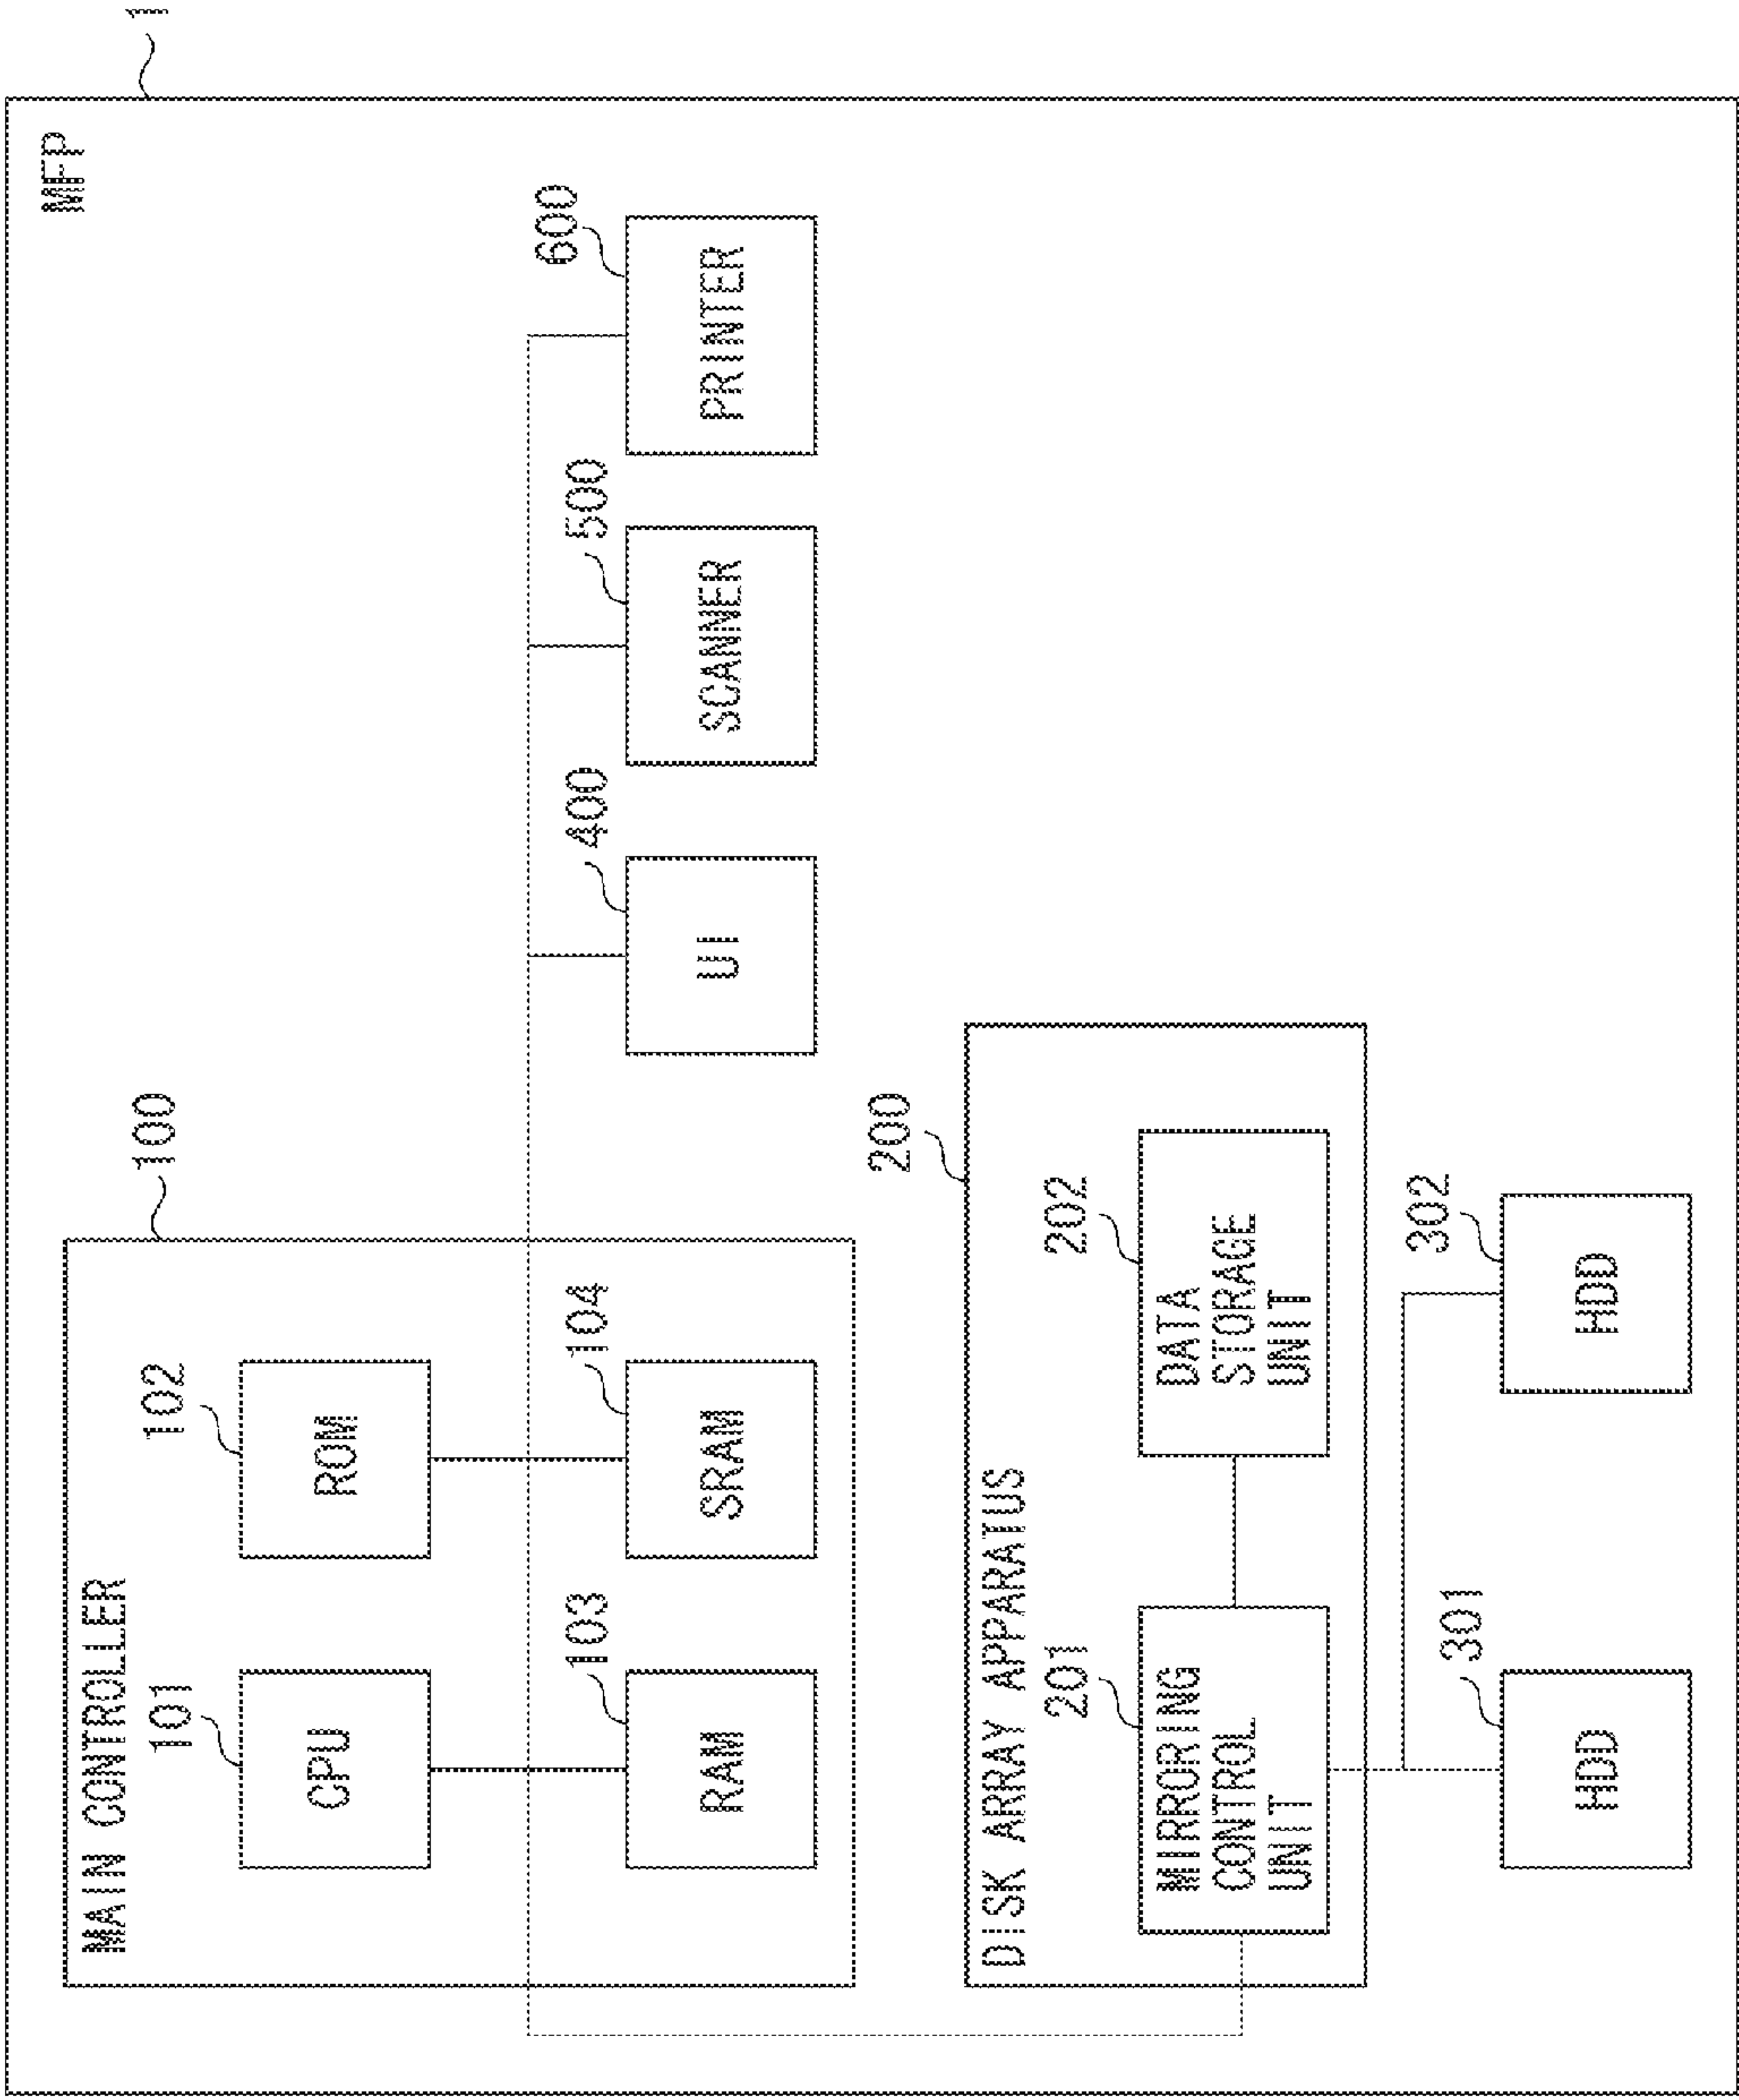 1
MFP
100
MAIN CONTROLLER
101
CPU
102
ROM
103
RAM
104
SRAM
400
UI
500
SCANNER
600
PRINTER
200
DISK ARRAY APPARATUS
201
MIRRORING
CONTROL
UNIT
202
DATA
STORAGE
UNIT
301
HDD
302
HDD